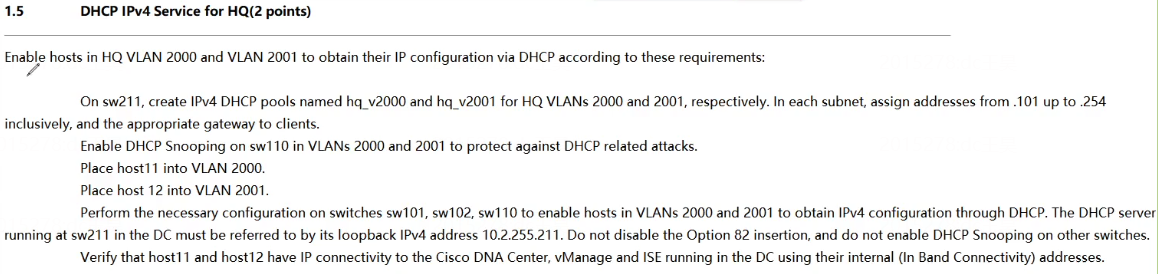 1.5 DHCP IPv4 Service for HQ(2 points)
Enable hosts in HQ VLAN 2000 and VLAN 2001 to obtain their IP configuration via DHCP according to these requirements:
On sw211, create IPv4 DHCP pools named hq_v2000 and hq_v2001 for HQ VLANs 2000 and 2001, respectively. In each subnet, assign addresses from .101 up to .254
inclusively, and the appropriate gateway to clients.
Enable DHCP Snooping on sw110 in VLANs 2000 and 2001 to protect against DHCP related attacks.
Place host11 into VLAN 2000.
Place host 12 into VLAN 2001.
Perform the necessary configuration on switches sw101, sw102, sw110 to enable hosts in VLANs 2000 and 2001 to obtain IPv4 configuration through DHCP. The DHCP server
running at sw211 in the DC must be referred to by its loopback IPv4 address 10.2.255.211. Do not disable the Option 82 insertion, and do not enable DHCP Snooping on other switches.
Verify that host11 and host12 have IP connectivity to the Cisco DNA Center, vManage and ISE running in the DC using their internal (In Band Connectivity) addresses.